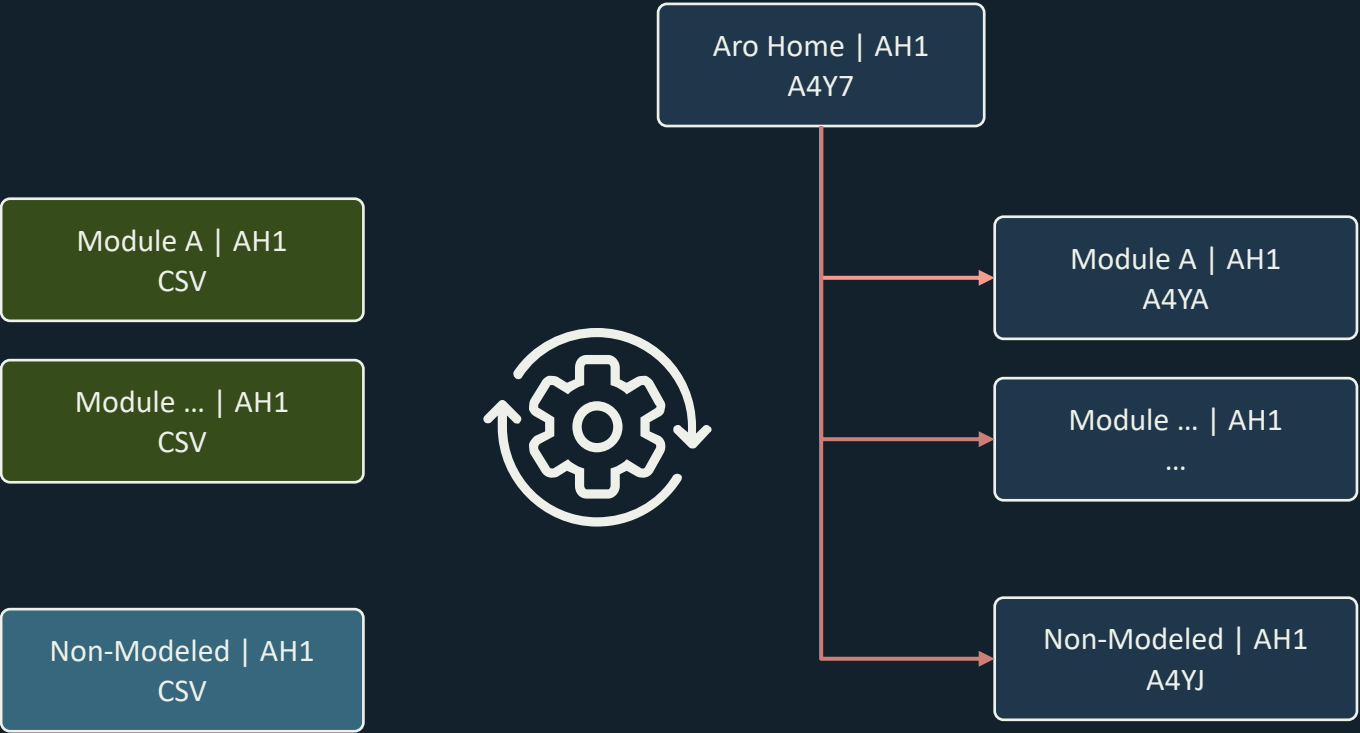 Aro Home | AH1
A4Y7
Module A | AH1
CSV
Module ... | AH1
CSV
Non-Modeled | AH1
CSV
Module A | AH1
A4YA
Module ... | AH1
...
Non-Modeled | AH1
A4YJ